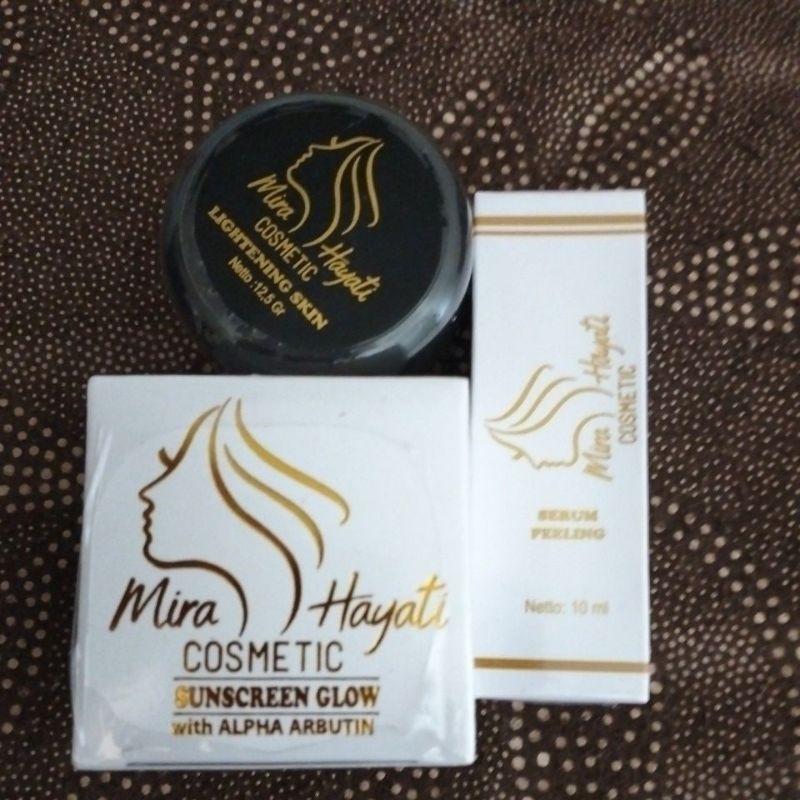 Mira Hayati
COSMETIC
LIGHTENING SKIN
Netto :12,5 Gr
Mira Hayati
COSMETIC
SERUM
PEELING
Netto: 10 ml
Mira Hayati
COSMETIC
SUNSCREEN GLOW
with ALPHA ARBUTIN